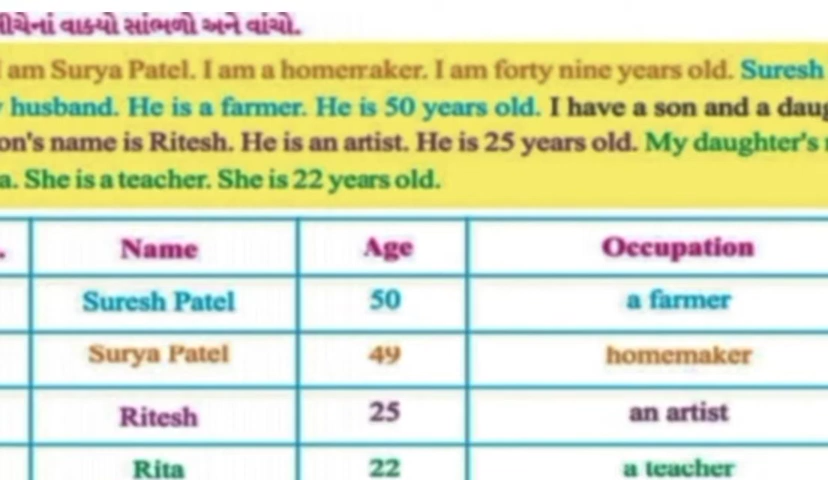 નીચેનાં વાક્યો સાંભળો અને વાંચો.
I am Surya Patel. I am a homemaker. I am forty nine years old. Suresh
husband. He is a farmer. He is 50 years old. I have a son and a daug
on's name is Ritesh. He is an artist. He is 25 years old. My daughter's
a. She is a teacher. She is 22 years old.
Name Age Occupation
Suresh Patel 50 a farmer
Surya Patel 49 homemaker
Ritesh 25 an artist
Rita 22 a teacher